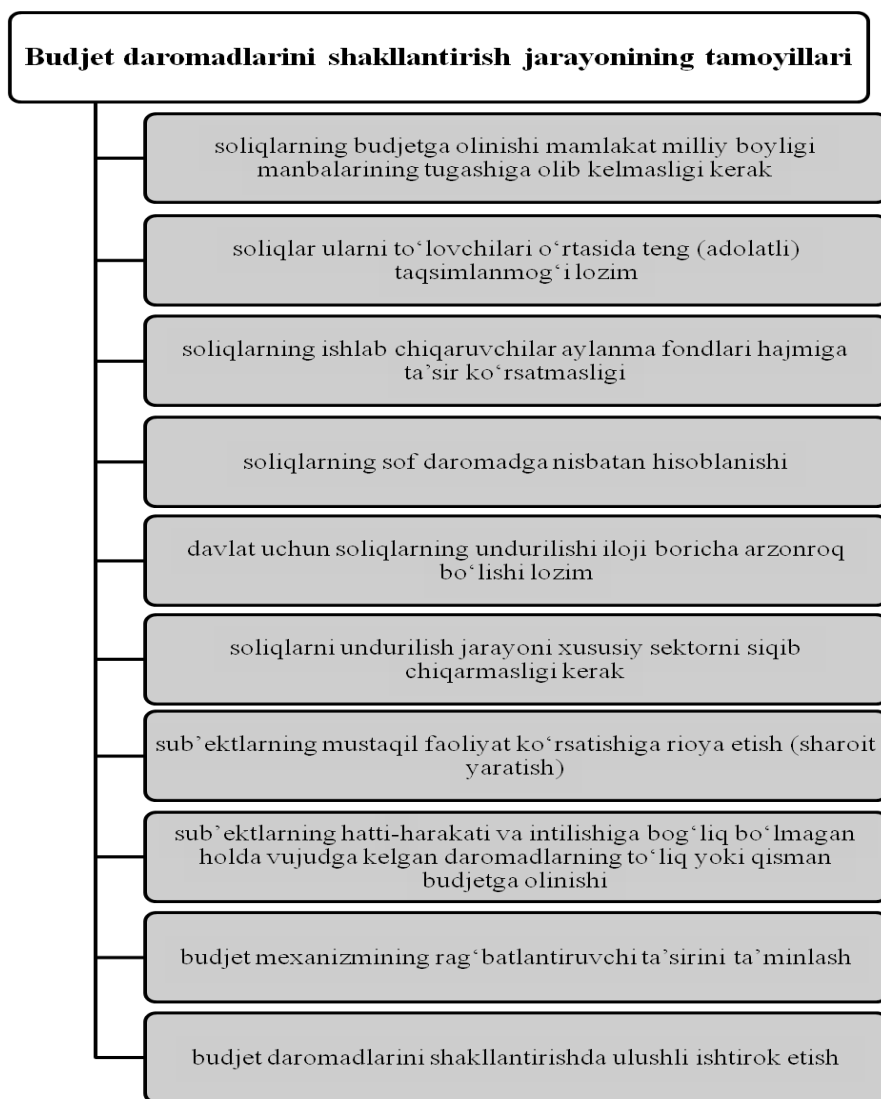 Budjet daromadlarini shakllantirish jarayonining tamoyillari
soliqlarning budjetga olinishi mamlakat milliy boyligi
manbalarining tugashiga olib kelmasligi kerak
soliqlar ularni to‘lovchilari o‘rtasida teng (adolatli)
taqsimlanmog‘i lozim
soliqlarning ishlab chiqaruvchilar aylanma fondlari hajmiga
ta’sir ko‘rsatmasligi
soliqlarning sof daromadga nisbatan hisoblanishi
davlat uchun soliqlarning undurilishi iloji boricha arzonroq
bo‘lishi lozim
soliqlarni undurilish jarayoni xususiy sektorni siqib
chiqarmasligi kerak
sub’ektlarning mustaqil faoliyat ko‘rsatishiga rioya etish (sharoit
yaratish)
sub’ektlarning hatti-harakati va intilishiga bog‘liq bo‘lmagan
holda vujudga kelgan daromadlarning to‘liq yoki qisman
budjetga olinishi
budjet mexanizmining rag‘batlantiruvchi ta’sirini ta’minlash
budjet daromadlarini shakllantirishda ulushli ishtirok etish